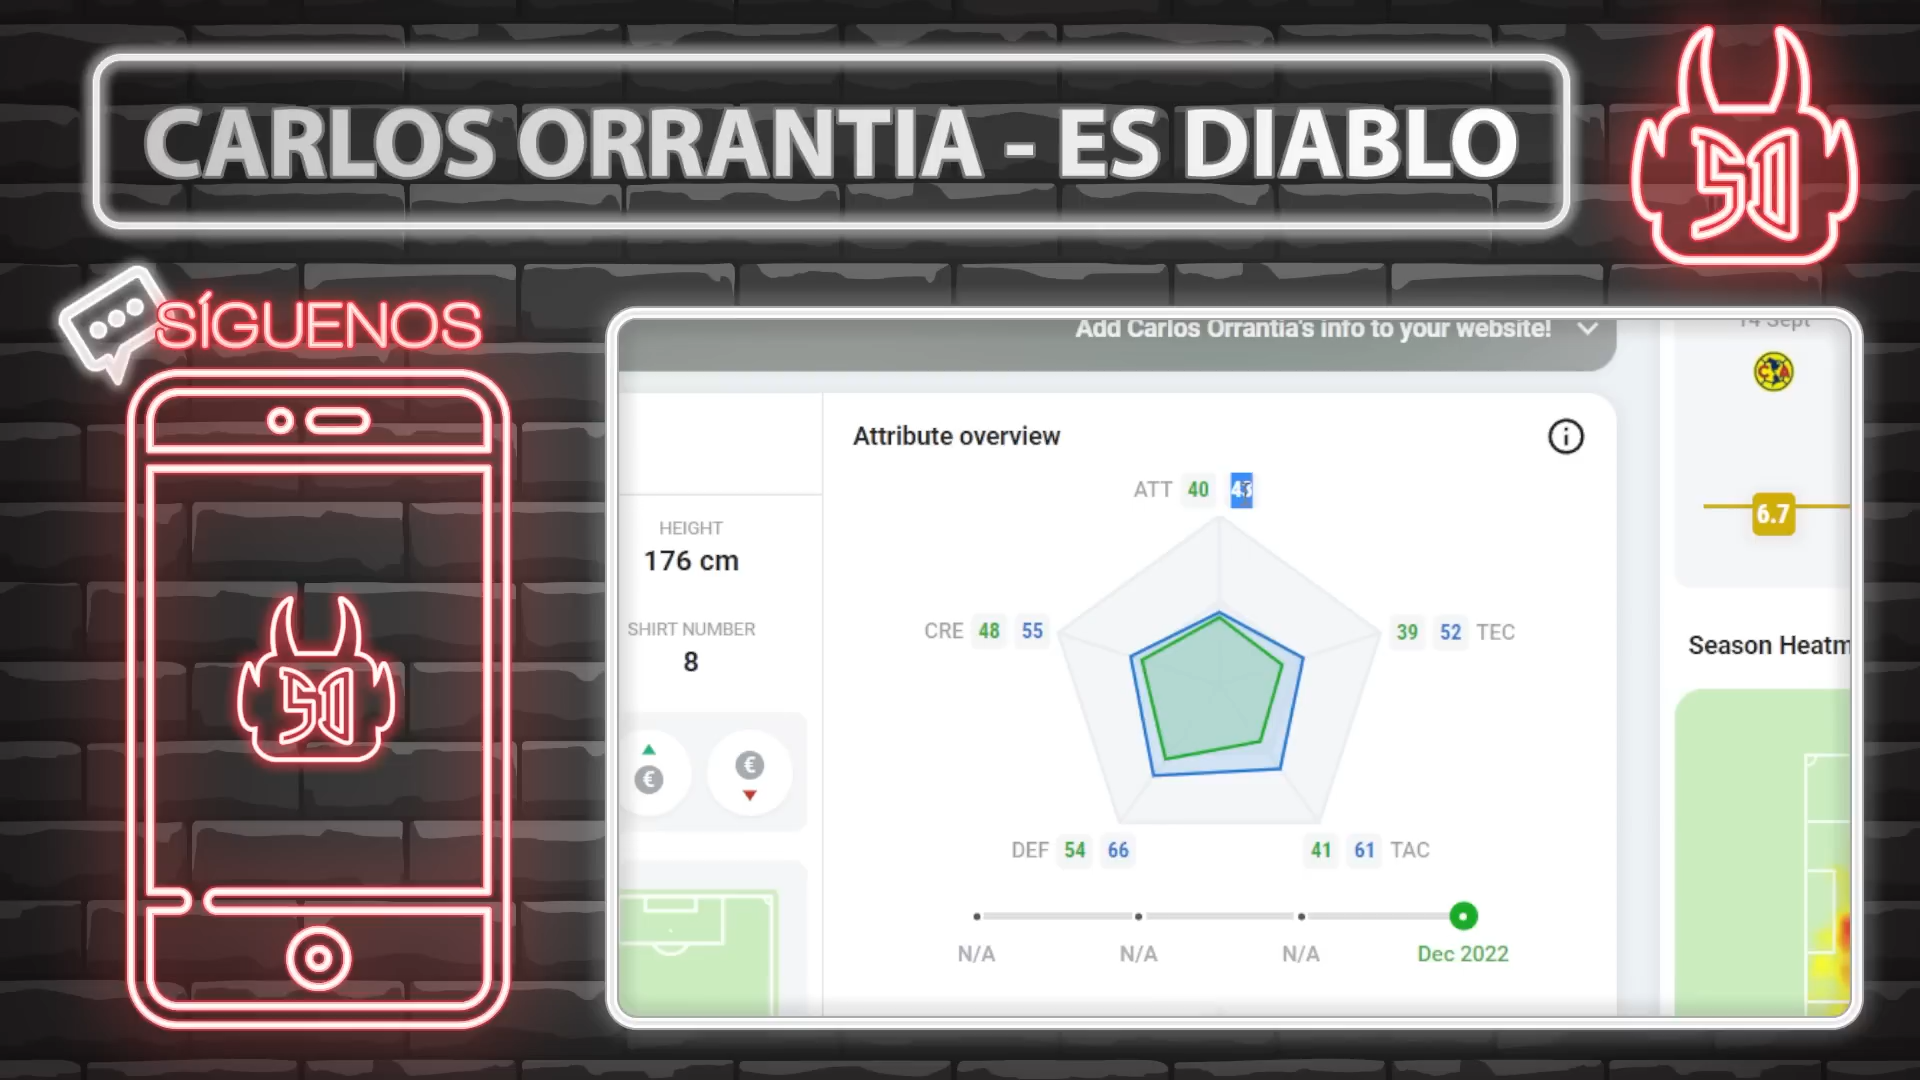 CARLOS ORRANTIA - ES DIABLO
SÍGUENOS
Add Carlos Orrantia's info to your website!
14 Sept
Attribute overview
ATT 40
HEIGHT
176 cm
6.7
CRE 48 55
39 52 TEC
SHIRT NUMBER
8
Season Heatm
DEF 54 66
41 61 TAC
N/A N/A N/A Dec 2022